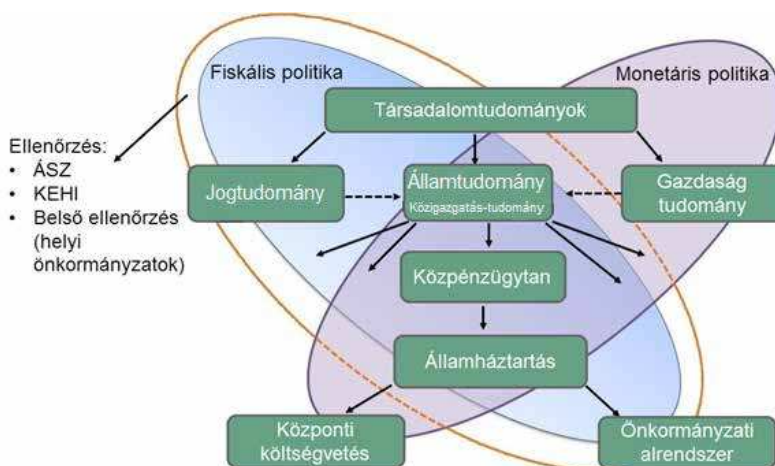 Fiskális politika
Monetáris politika
Társadalomtudományok
Ellenőrzés:
• ÁSZ
• KEHI
• Belső ellenőrzés
(helyi
önkormányzatok)
Jogtudomány
Államtudomány
Közigazgatás-tudomány
Gazdaság
tudomány
Közpénzügytan
Államháztartás
Központi
költségvetés
Önkormányzati
alrendszer